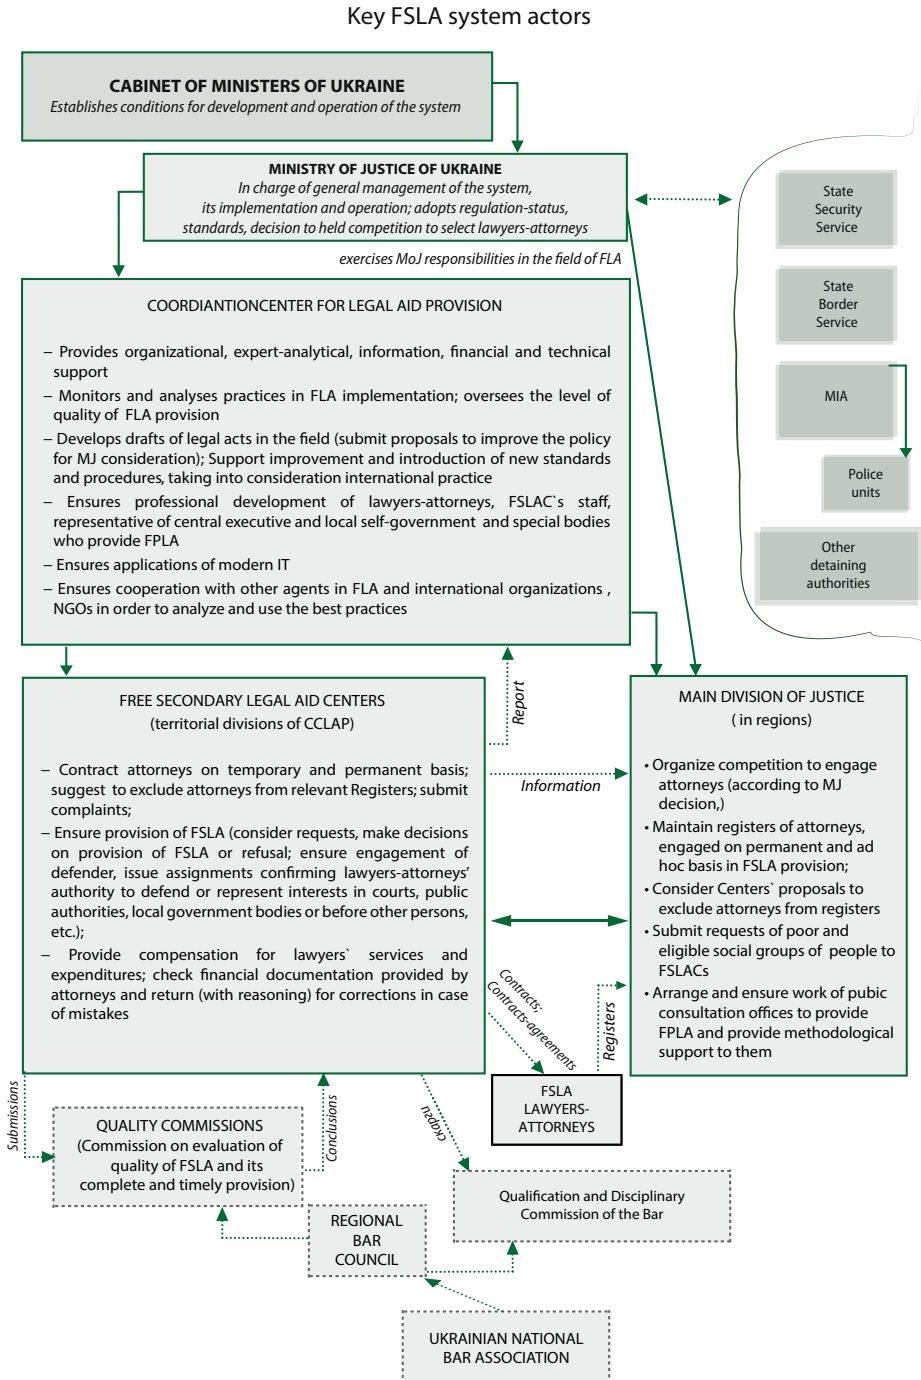 Key FSLA system actors
CABINET OF MINISTERS OF UKRAINE
Establishes conditions for development and operation of the system
MINISTRY OF JUSTICE OF UKRAINE
In charge of general management of the system,
its implementation and operation; adopts regulation-status,
standards, decision to held competition to select lawyers-attorneys
exercises MoJ responsibilities in the field of FLA
State
Security
Service
State
Border
Service
MIA
Police
units
Other
detaining
authorities
COORDIANTIONCENTER FOR LEGAL AID PROVISION
– Provides organizational, expert-analytical, information, financial and technical
support
– Monitors and analyses practices in FLA implementation; oversees the level of
quality of FLA provision
– Develops drafts of legal acts in the field (submit proposals to improve the policy
for MJ consideration); Support improvement and introduction of new standards
and procedures, taking into consideration international practice
– Ensures professional development of lawyers-attorneys, FSLAC`s staff,
representative of central executive and local self-government and special bodies
who provide FPLA
– Ensures applications of modern IT
– Ensures cooperation with other agents in FLA and international organizations ,
NGOs in order to analyze and use the best practices
FREE SECONDARY LEGAL AID CENTERS
(territorial divisions of CCLAP)
– Contract attorneys on temporary and permanent basis;
suggest to exclude attorneys from relevant Registers; submit
complaints;
– Ensure provision of FSLA (consider requests, make decisions
on provision of FSLA or refusal; ensure engagement of
defender, issue assignments confirming lawyers-attorneys’
authority to defend or represent interests in courts, public
authorities, local government bodies or before other persons,
etc.);
– Provide compensation for lawyers` services and
expenditures; check financial documentation provided by
attorneys and return (with reasoning) for corrections in case
of mistakes
Report
Information
MAIN DIVISION OF JUSTICE
( in regions)
• Organize competition to engage
attorneys (according to MJ
decision,)
• Maintain registers of attorneys,
engaged on permanent and ad
hoc basis in FSLA provision;
• Consider Centers` proposals to
exclude attorneys from registers
• Submit requests of poor and
eligible social groups of people to
FSLACs
• Arrange and ensure work of pubic
consultation offices to provide
FPLA and provide methodological
support to them
Contracts;
Contracts-agreements
Registers
FSLA
LAWYERS-
ATTORNEYS
Submissions
Conclusions
скарги
QUALITY COMMISSIONS
(Commission on evaluation of
quality of FSLA and its
complete and timely provision)
Qualification and Disciplinary
Commission of the Bar
REGIONAL
BAR
COUNCIL
UKRAINIAN NATIONAL
BAR ASSOCIATION